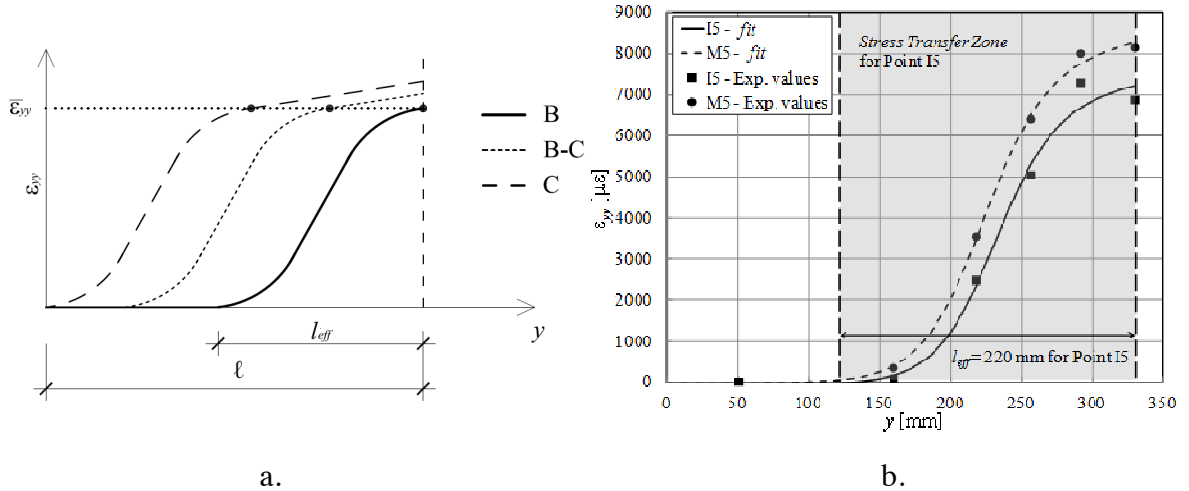 ε̄yy
εyy
B
B-C
C
leff
y
ℓ
a.
9000
8000
7000
6000
5000
4000
3000
2000
1000
0
εyy [με]
I5 - fit
M5 - fit
I5 - Exp. values
M5 - Exp. values
Stress Transfer Zone
for Point I5
leff=220 mm for Point I5
0
50
100
150
200
250
300
350
y [mm]
b.